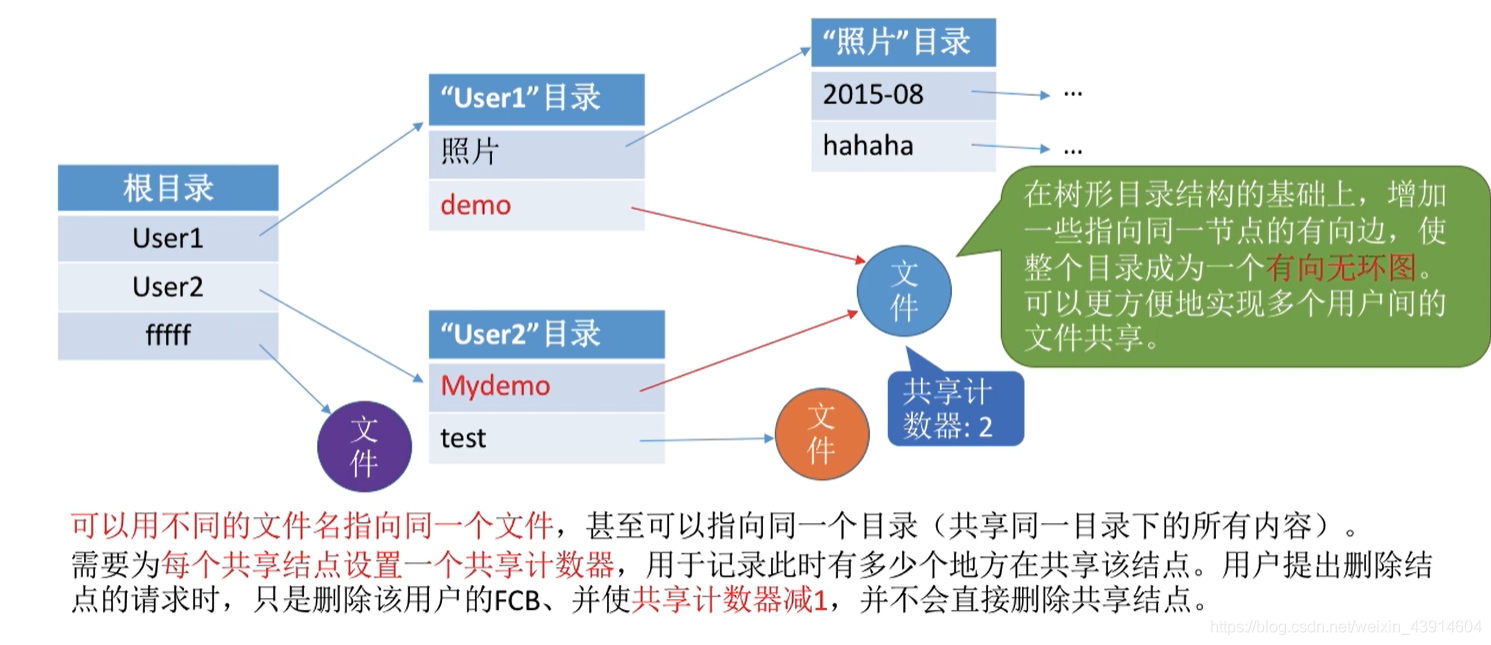 “照片”目录
2015-08
...
hahaha
...
“User1”目录
照片
demo
根目录
User1
User2
fffff
文
件
“User2”目录
Mydemo
test
文
件
文
件
共享计
数器: 2
在树形目录结构的基础上，增加
一些指向同一节点的有向边，使
整个目录成为一个有向无环图。
可以更方便地实现多个用户间的
文件共享。
可以用不同的文件名指向同一个文件，甚至可以指向同一个目录（共享同一目录下的所有内容）。
需要为每个共享结点设置一个共享计数器，用于记录此时有多少个地方在共享该结点。用户提出删除结
点的请求时，只是删除该用户的FCB、并使共享计数器减1，并不会直接删除共享结点。
https://blog.csdn.net/weixin_43914604